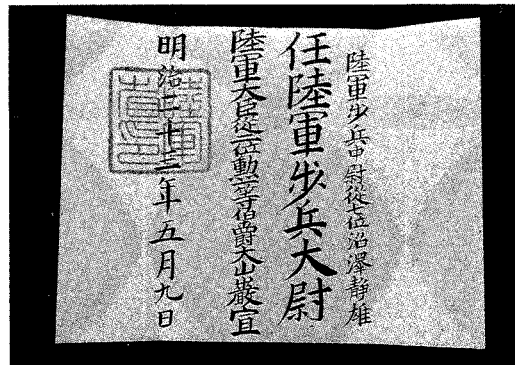 陸軍歩兵中尉従七位沼澤静雄
任陸軍歩兵大尉
陸軍大臣従二位勲一等伯爵大山巌宣
明治二十三年五月九日